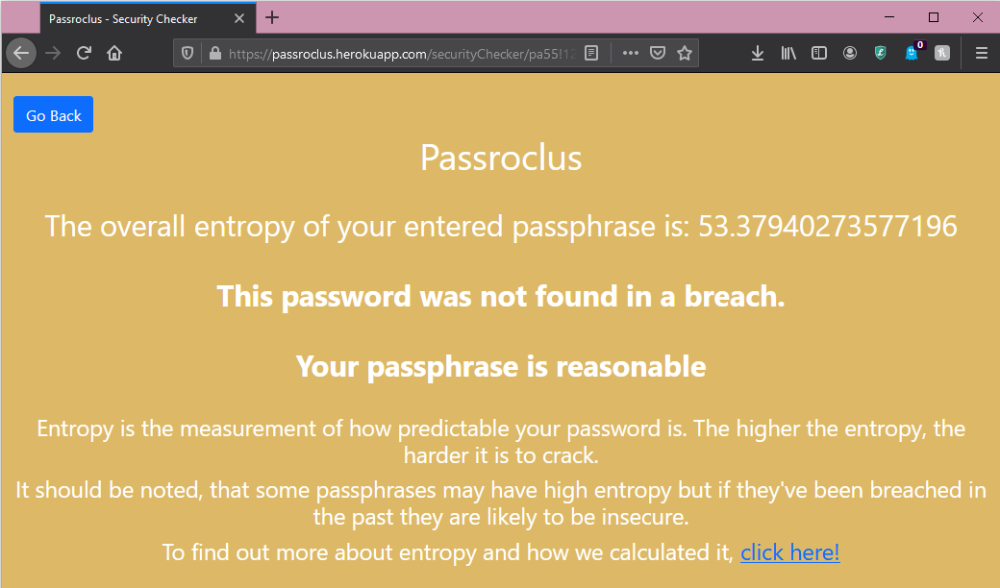 Passroclus - Security Checker
https://passroclus.herokuapp.com/securityChecker/pa55!12
0
Go Back
Passroclus
The overall entropy of your entered passphrase is: 53.37940273577196
This password was not found in a breach.
Your passphrase is reasonable
Entropy is the measurement of how predictable your password is. The higher the entropy, the
harder it is to crack.
It should be noted, that some passphrases may have high entropy but if they've been breached in
the past they are likely to be insecure.
To find out more about entropy and how we calculated it, click here!